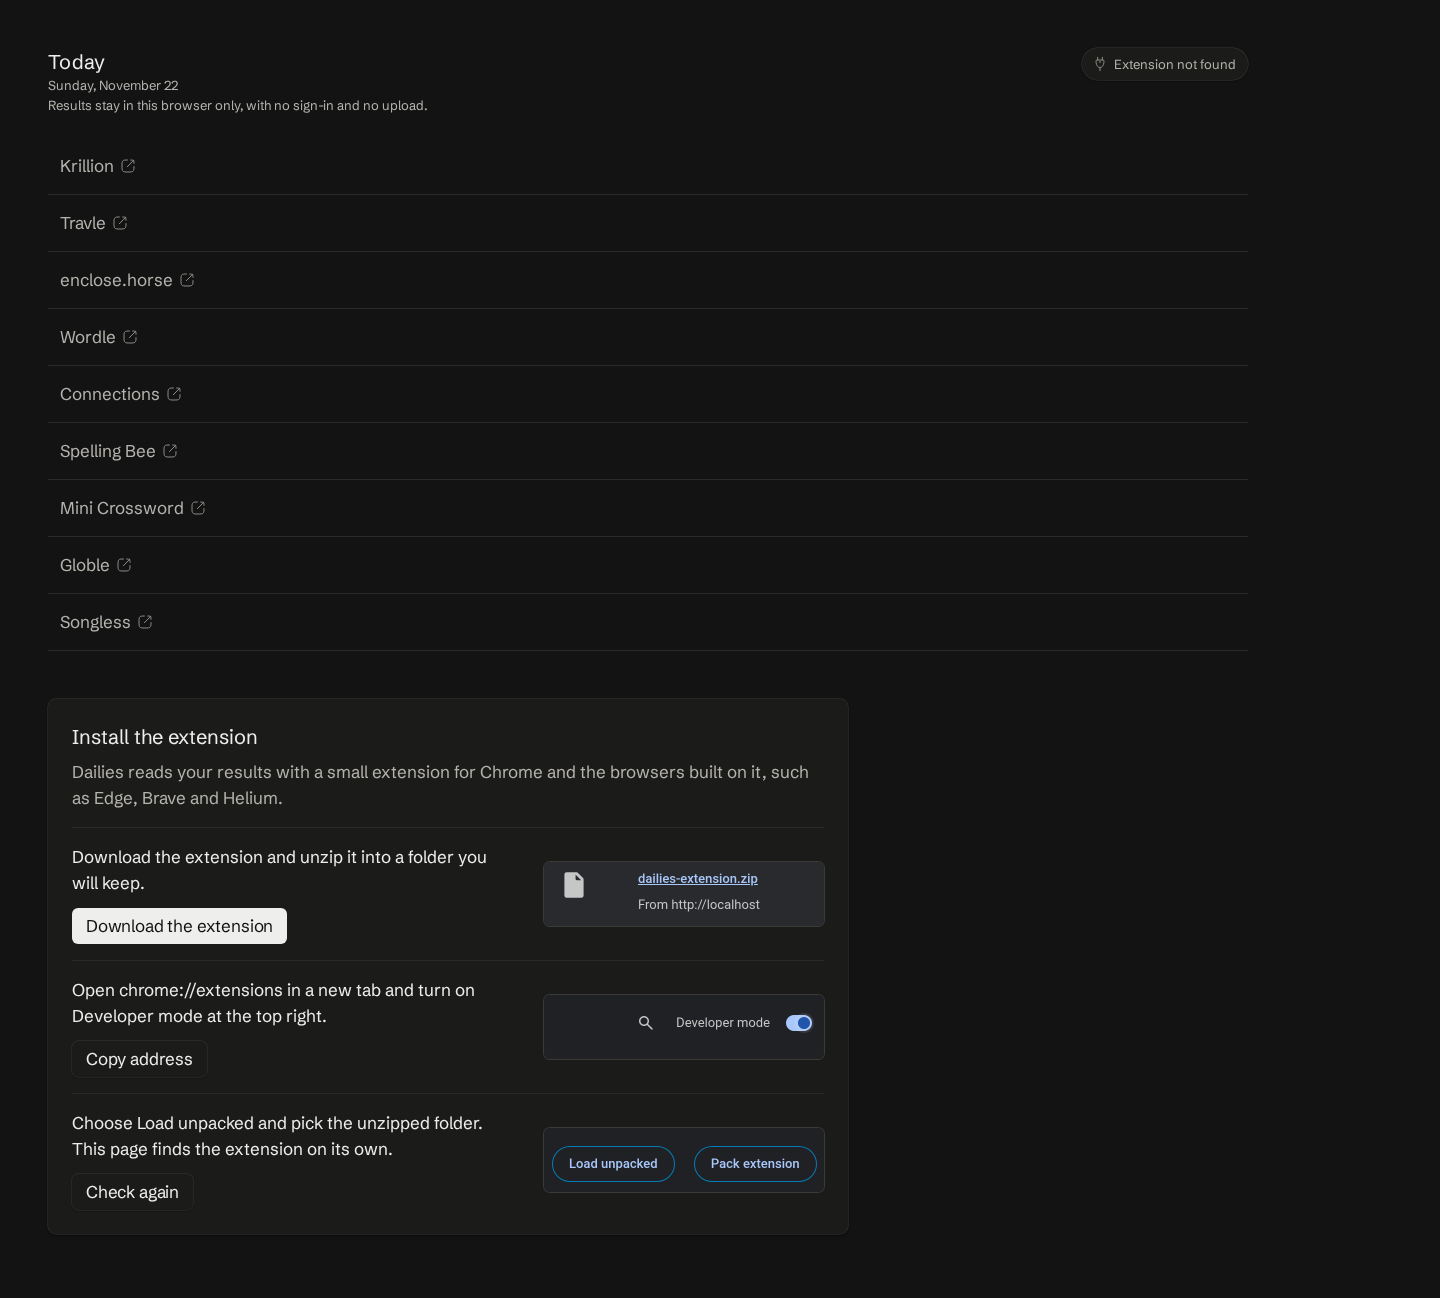 Today
Extension not found
Sunday, November 22
Results stay in this browser only, with no sign-in and no upload.
Krillion
Travle
enclose.horse
Wordle
Connections
Spelling Bee
Mini Crossword
Globle
Songless
Install the extension
Dailies reads your results with a small extension for Chrome and the browsers built on it, such
as Edge, Brave and Helium.
Download the extension and unzip it into a folder you
will keep.
Download the extension
dailies-extension.zip
From http://localhost
Open chrome://extensions in a new tab and turn on
Developer mode at the top right.
Copy address
Developer mode
Choose Load unpacked and pick the unzipped folder.
This page finds the extension on its own.
Check again
Load unpacked
Pack extension